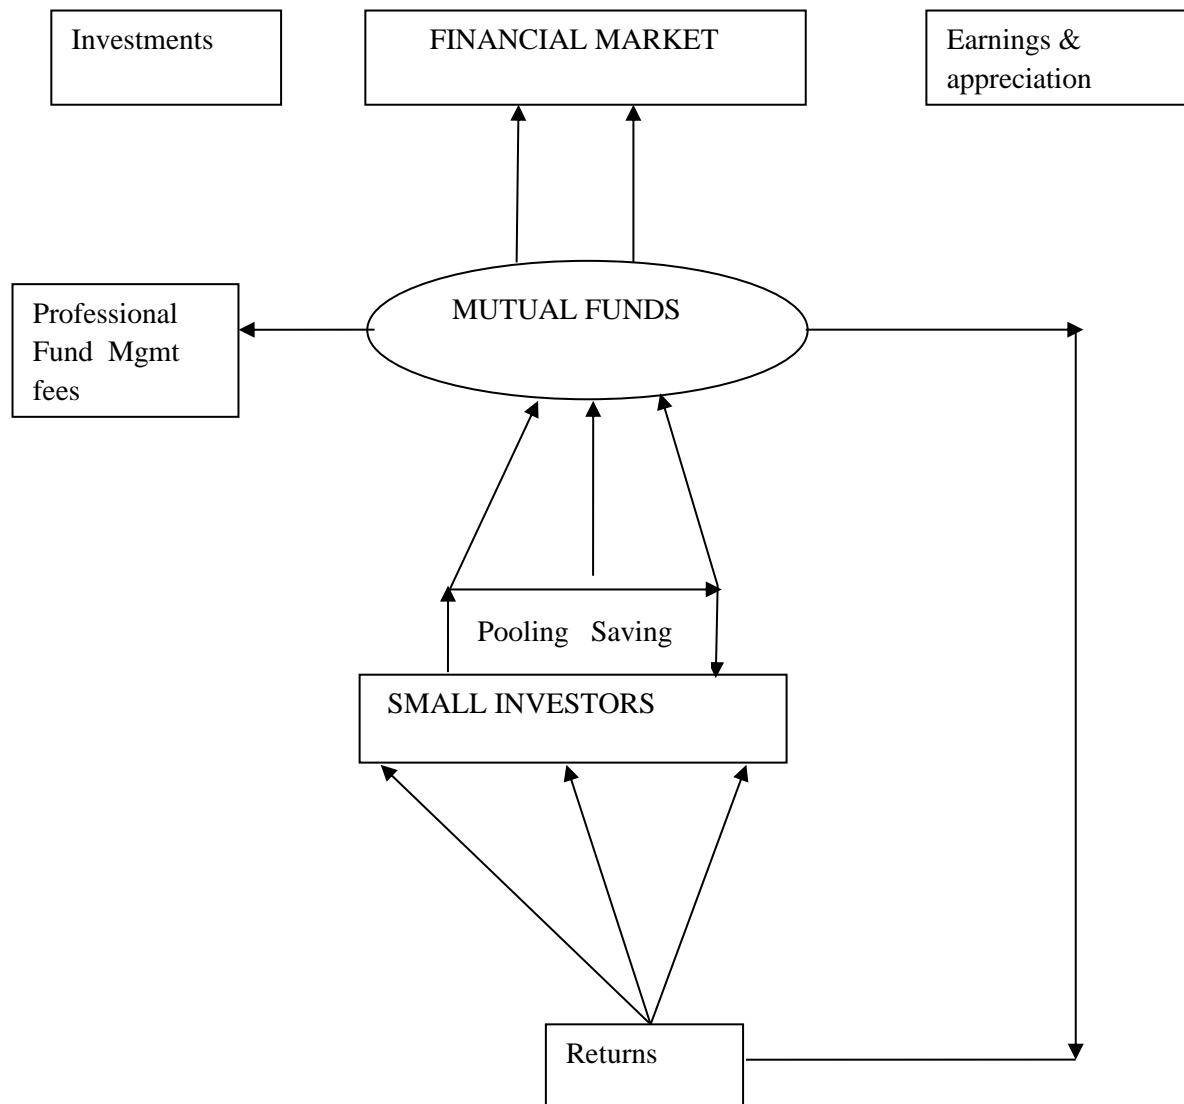 Investments
FINANCIAL MARKET
Earnings &
appreciation
MUTUAL FUNDS
Professional
Fund  Mgmt
fees
Pooling   Saving
SMALL INVESTORS
Returns